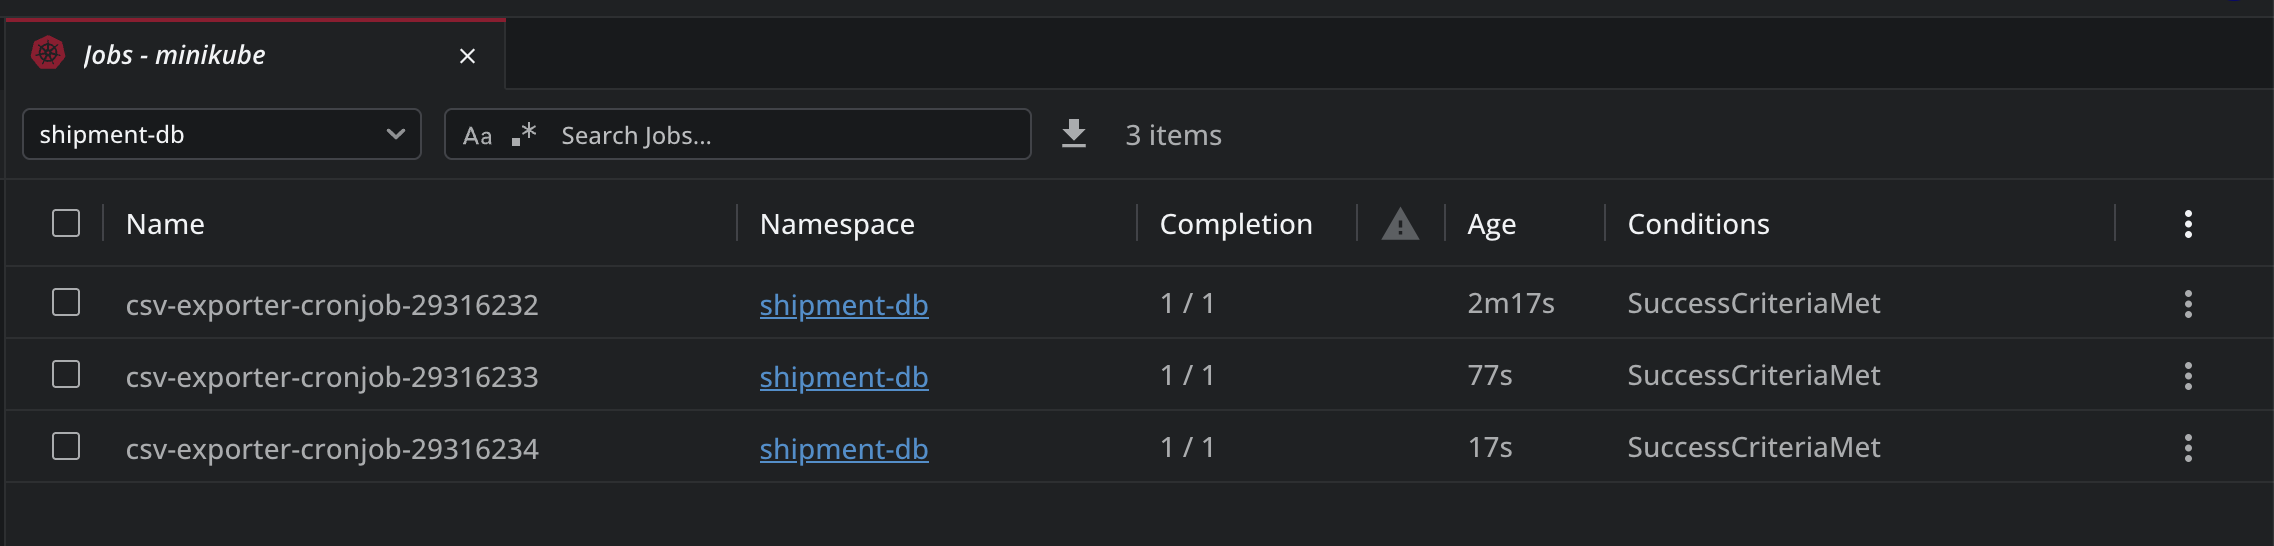 Jobs - minikube
shipment-db Aa .* Search Jobs... 3 items
Name Namespace Completion Age Conditions
csv-exporter-cronjob-29316232 shipment-db 1 / 1 2m17s SuccessCriteriaMet
csv-exporter-cronjob-29316233 shipment-db 1 / 1 77s SuccessCriteriaMet
csv-exporter-cronjob-29316234 shipment-db 1 / 1 17s SuccessCriteriaMet